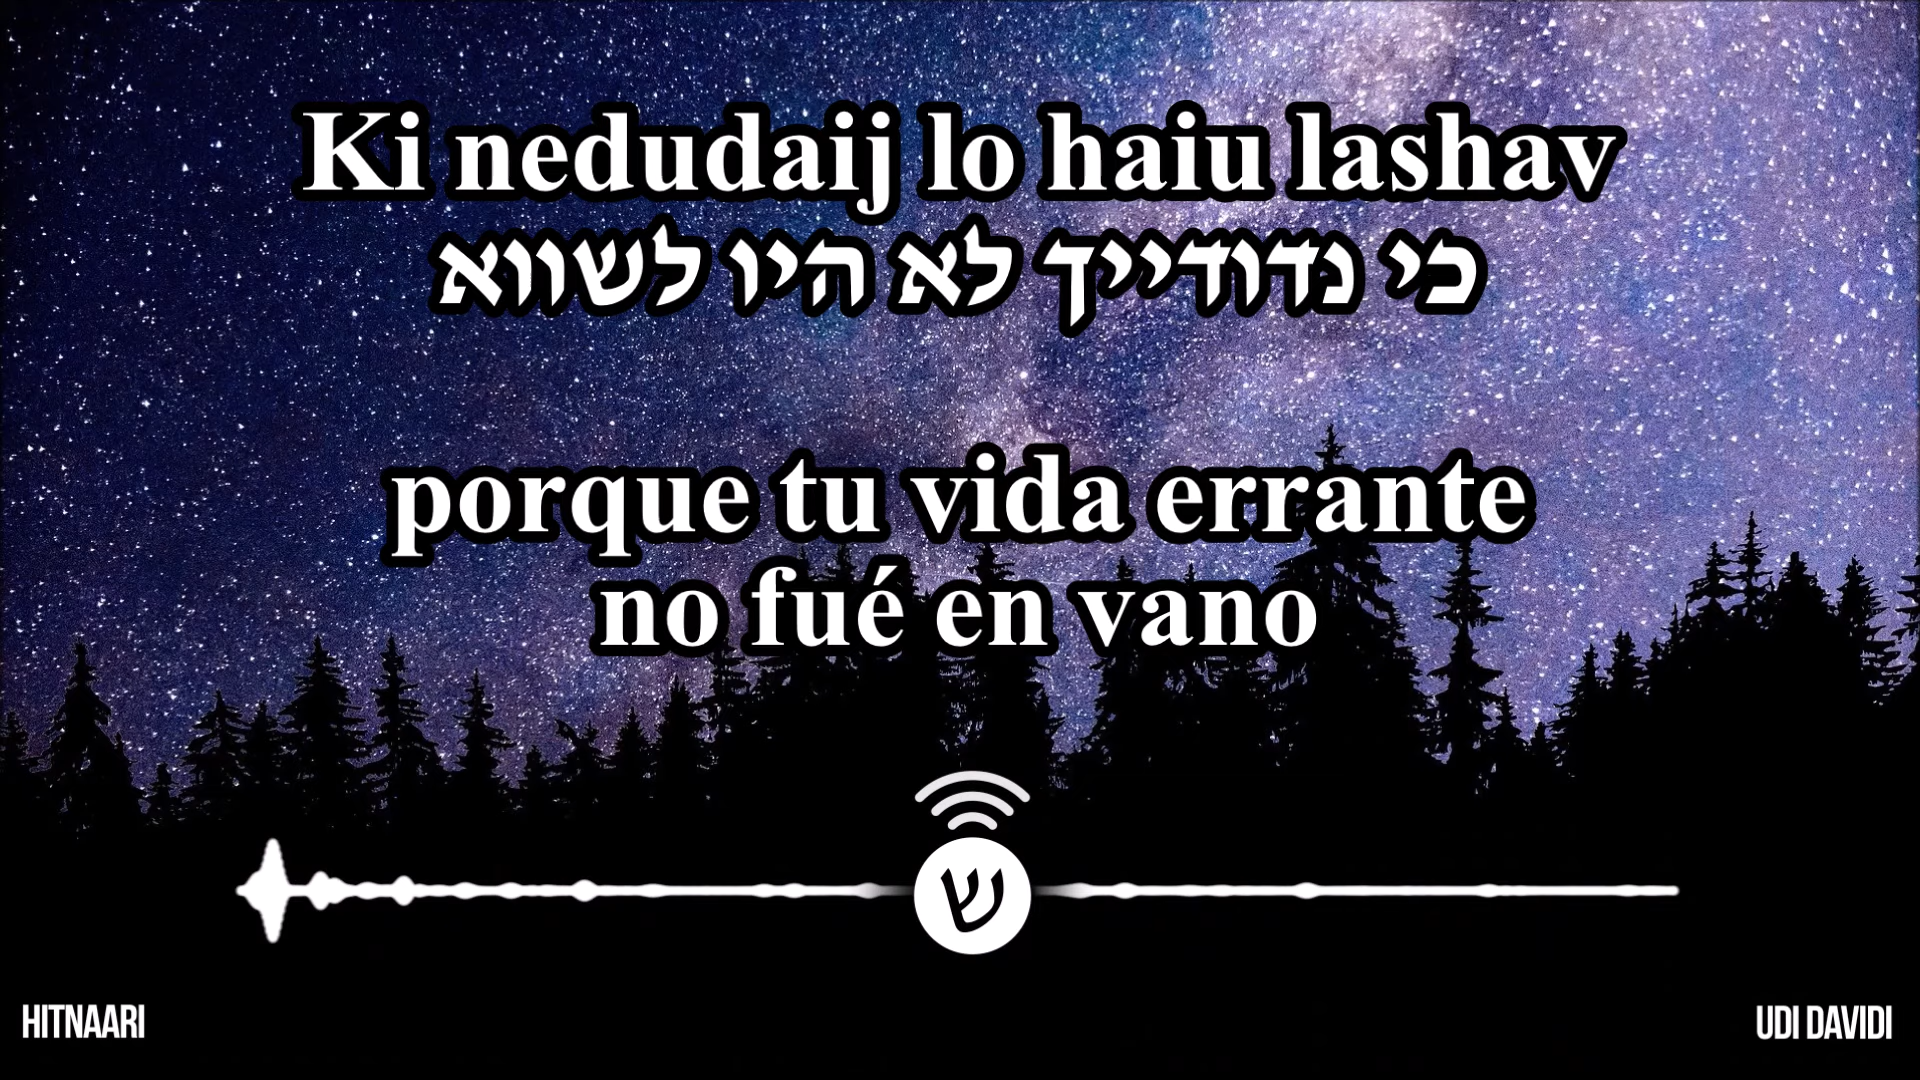 Ki nedudaij lo haiu lashav
כי נדודייך לא היו לשווא
porque tu vida errante
no fué en vano
ש
HITNAARI
UDI DAVIDI